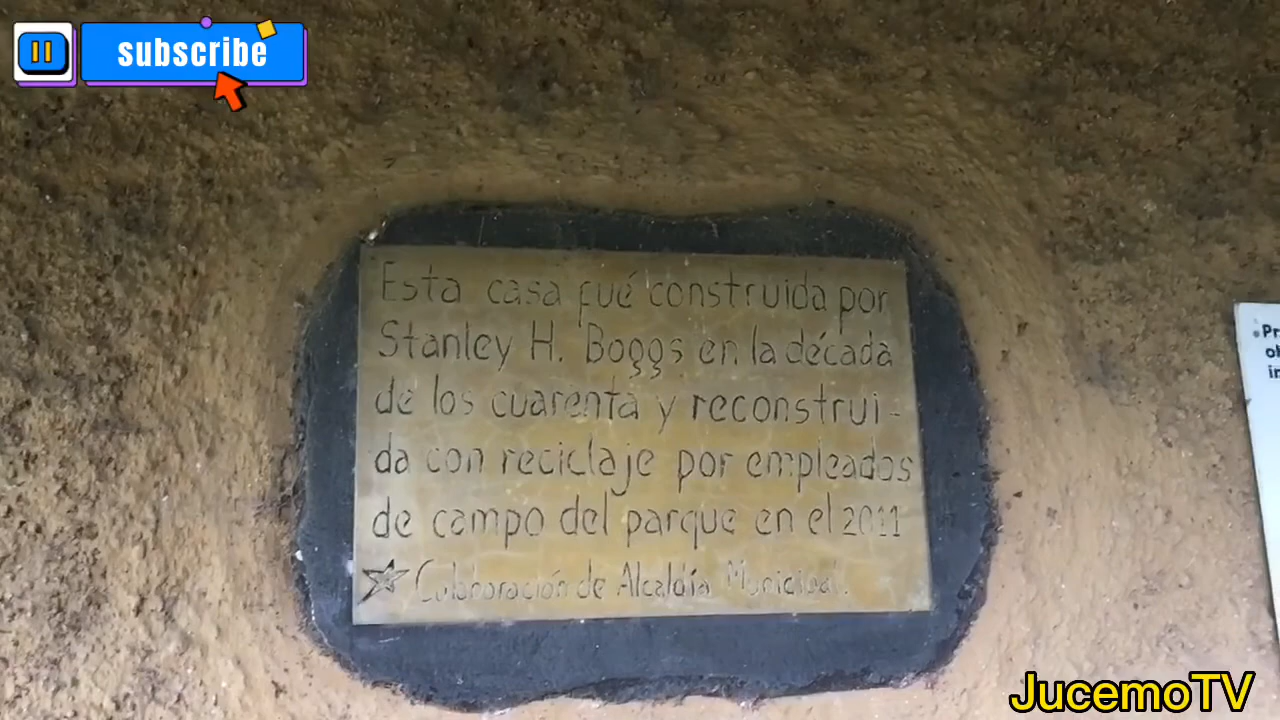 subscribe
Esta casa fué construida por
Stanley H. Boggs en la década
de los cuarenta y reconstrui-
da con reciclaje por empleados
de campo del parque en el 2011
Colaboración de Alcaldía Municipal.
JucemoTV